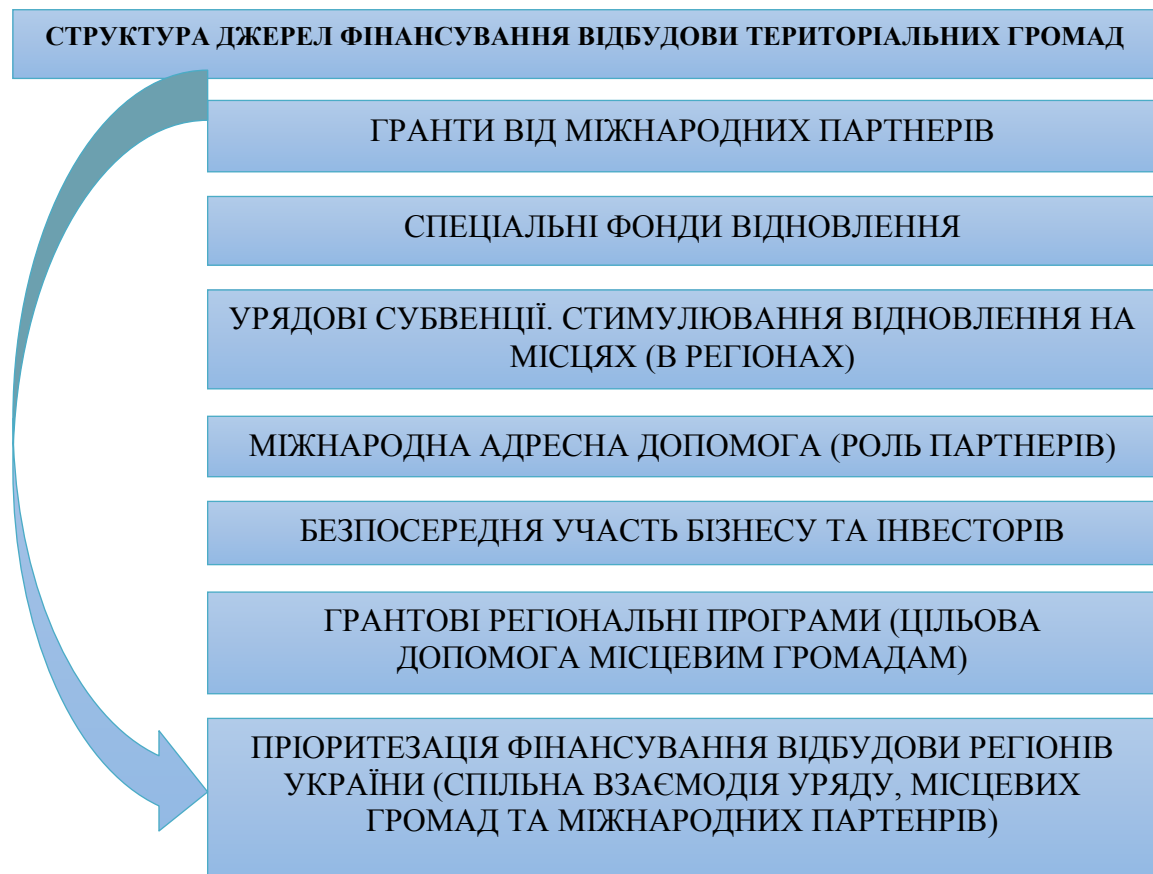 СТРУКТУРА ДЖЕРЕЛ ФІНАНСУВАННЯ ВІДБУДОВИ ТЕРИТОРІАЛЬНИХ ГРОМАД
ГРАНТИ ВІД МІЖНАРОДНИХ ПАРТНЕРІВ
СПЕЦІАЛЬНІ ФОНДИ ВІДНОВЛЕННЯ
УРЯДОВІ СУБВЕНЦІЇ. СТИМУЛЮВАННЯ ВІДНОВЛЕННЯ НА
МІСЦЯХ (В РЕГІОНАХ)
МІЖНАРОДНА АДРЕСНА ДОПОМОГА (РОЛЬ ПАРТНЕРІВ)
БЕЗПОСЕРЕДНЯ УЧАСТЬ БІЗНЕСУ ТА ІНВЕСТОРІВ
ГРАНТОВІ РЕГІОНАЛЬНІ ПРОГРАМИ (ЦІЛЬОВА
ДОПОМОГА МІСЦЕВИМ ГРОМАДАМ)
ПРІОРИТЕЗАЦІЯ ФІНАНСУВАННЯ ВІДБУДОВИ РЕГІОНІВ
УКРАЇНИ (СПІЛЬНА ВЗАЄМОДІЯ УРЯДУ, МІСЦЕВИХ
ГРОМАД ТА МІЖНАРОДНИХ ПАРТЕНРІВ)